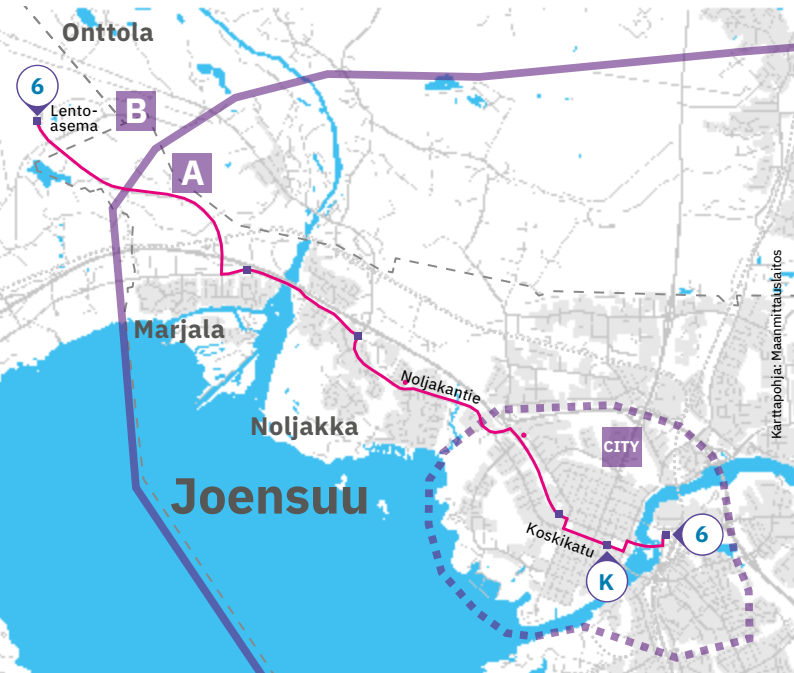 Onttola
6
Lento-
asema
B
A
Marjala
Noljakantie
Noljakka
CITY
Joensuu
Koskikatu
6
K
Karttapohja: Maanmittauslaitos